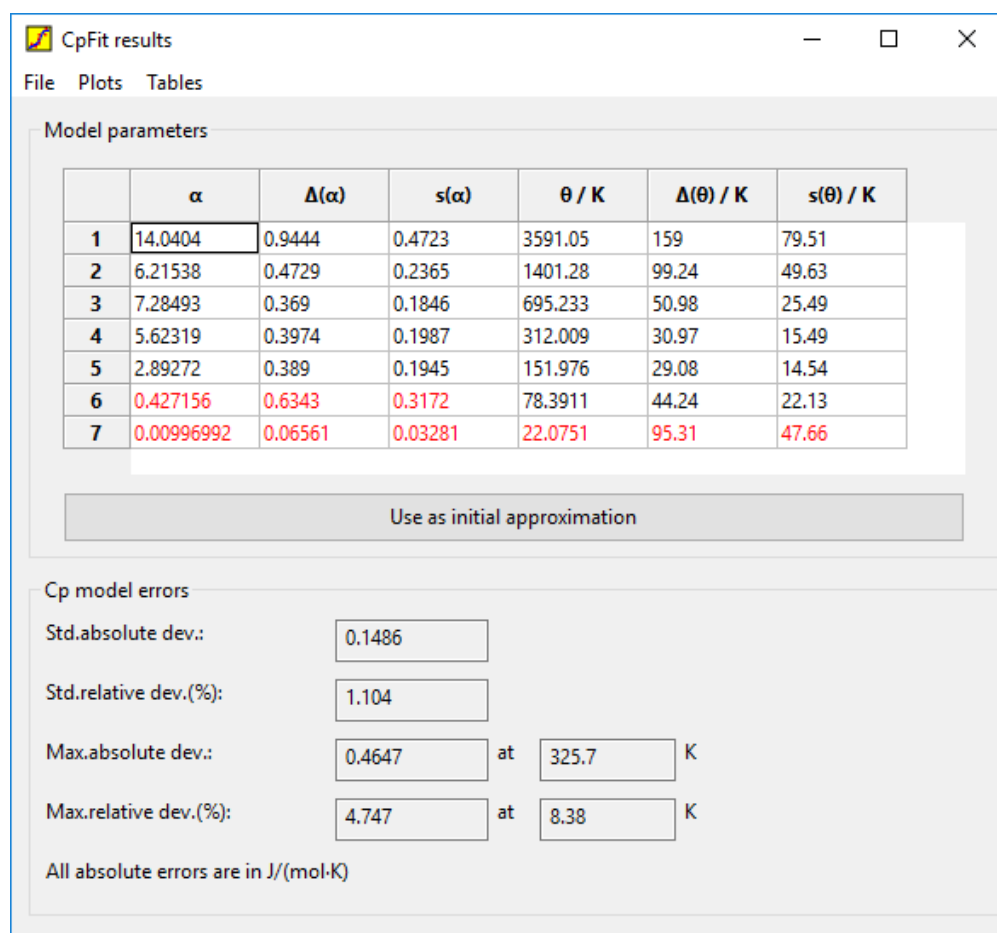 CpFit results
File Plots Tables
Model parameters
α Δ(α) s(α) θ / K Δ(θ) / K s(θ) / K
1 14.0404 0.9444 0.4723 3591.05 159 79.51
2 6.21538 0.4729 0.2365 1401.28 99.24 49.63
3 7.28493 0.369 0.1846 695.233 50.98 25.49
4 5.62319 0.3974 0.1987 312.009 30.97 15.49
5 2.89272 0.389 0.1945 151.976 29.08 14.54
6 0.427156 0.6343 0.3172 78.3911 44.24 22.13
7 0.00996992 0.06561 0.03281 22.0751 95.31 47.66
Use as initial approximation
Cp model errors
Std.absolute dev.: 0.1486
Std.relative dev.(%): 1.104
Max.absolute dev.: 0.4647 at 325.7 K
Max.relative dev.(%): 4.747 at 8.38 K
All absolute errors are in J/(mol·K)